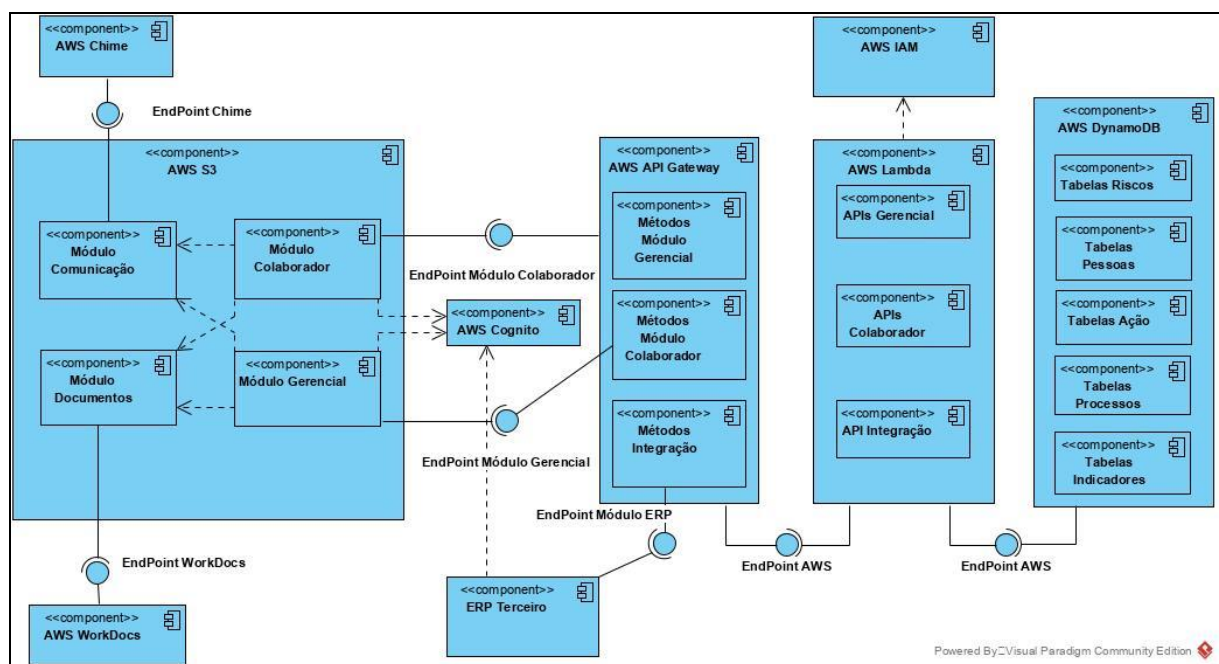 <<component>>
AWS Chime
EndPoint Chime
<<component>>
AWS S3
<<component>>
Módulo
Comunicação
<<component>>
Módulo
Colaborador
<<component>>
Módulo
Documentos
<<component>>
Módulo Gerencial
EndPoint WorkDocs
<<component>>
AWS WorkDocs
EndPoint Módulo Colaborador
<<component>>
AWS Cognito
EndPoint Módulo Gerencial
<<component>>
ERP Terceiro
EndPoint Módulo ERP
<<component>>
AWS API Gateway
<<component>>
Métodos
Módulo
Gerencial
<<component>>
Métodos
Módulo
Colaborador
<<component>>
Métodos
Integração
EndPoint AWS
<<component>>
AWS IAM
<<component>>
AWS Lambda
<<component>>
APIs Gerencial
<<component>>
APIs
Colaborador
<<component>>
API Integração
EndPoint AWS
<<component>>
AWS DynamoDB
<<component>>
Tabelas Riscos
<<component>>
Tabelas
Pessoas
<<component>>
Tabelas Ação
<<component>>
Tabelas
Processos
<<component>>
Tabelas
Indicadores
Powered By Visual Paradigm Community Edition